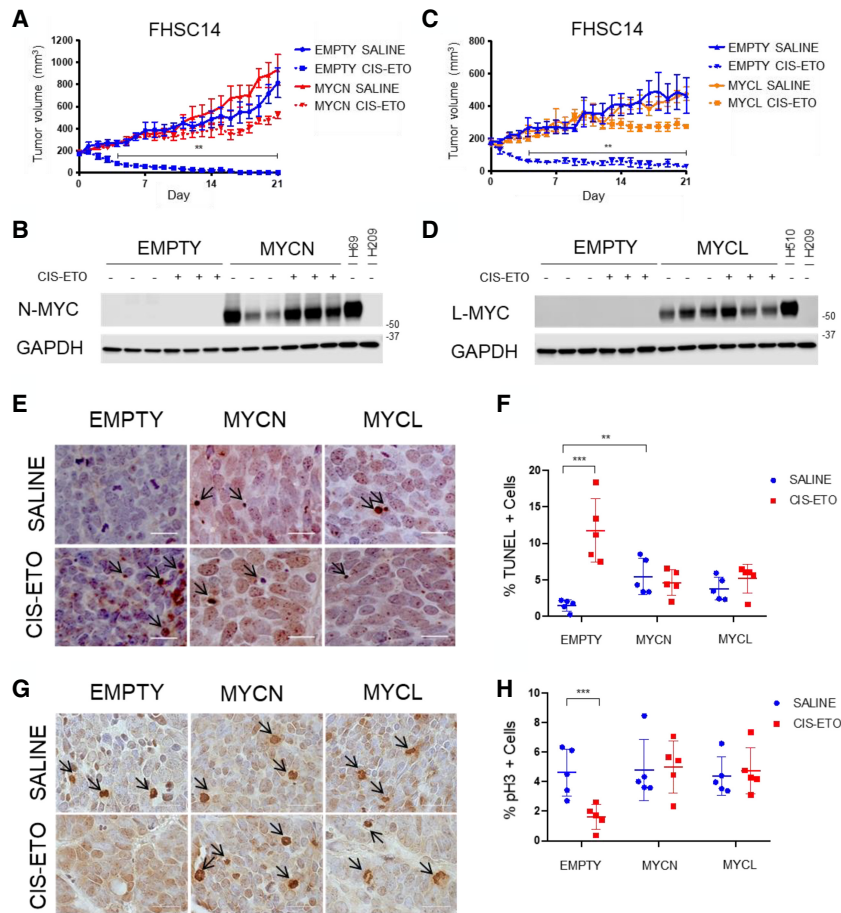 A
FHSC14
Tumor volume (mm³)
1200
1000
800
600
400
200
0
0
7
14
21
Day
**
EMPTY SALINE
EMPTY CIS-ETO
MYCN SALINE
MYCN CIS-ETO
C
FHSC14
Tumor volume (mm³)
800
600
400
200
0
0
7
14
21
Day
**
EMPTY SALINE
EMPTY CIS-ETO
MYCL SALINE
MYCL CIS-ETO
B
EMPTY
MYCN
H69
H209
CIS-ETO - - - + + + - - - + + +
N-MYC
-50
-37
GAPDH
D
EMPTY
MYCL
H510
H209
CIS-ETO - - - + + + - - - + + +
L-MYC
-50
-37
GAPDH
E
EMPTY
MYCN
MYCL
SALINE
CIS-ETO
F
% TUNEL + Cells
20
15
10
5
0
**
***
EMPTY
MYCN
MYCL
SALINE
CIS-ETO
G
EMPTY
MYCN
MYCL
SALINE
CIS-ETO
H
% pH3 + Cells
10
8
6
4
2
0
***
EMPTY
MYCN
MYCL
SALINE
CIS-ETO